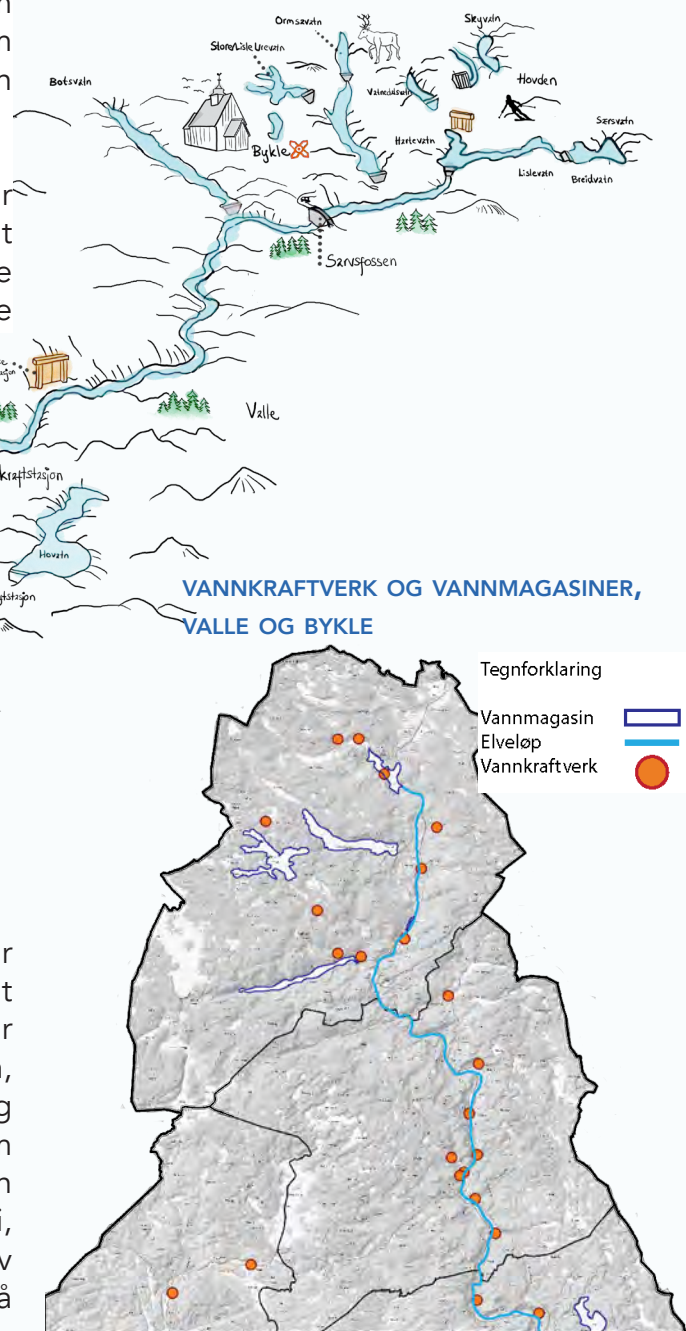 n
m
n
r
t
e
e
Ormsavatn
Skyvatn
Store/Lisle Urevatn
Botsvatn
Vatnedalsvatn
Hovden
Bykle
Hartevatn
Sæsvatn
Lislevatn
Breidvatn
Sarvsfossen
Valle
kraftstasjon
Hovatn
VANNKRAFTVERK OG VANNMAGASINER,
VALLE OG BYKLE
Tegnforklaring
Vannmagasin
Elveløp
Vannkraftverk
r
t
r
,
g
n
n
i,
v
å